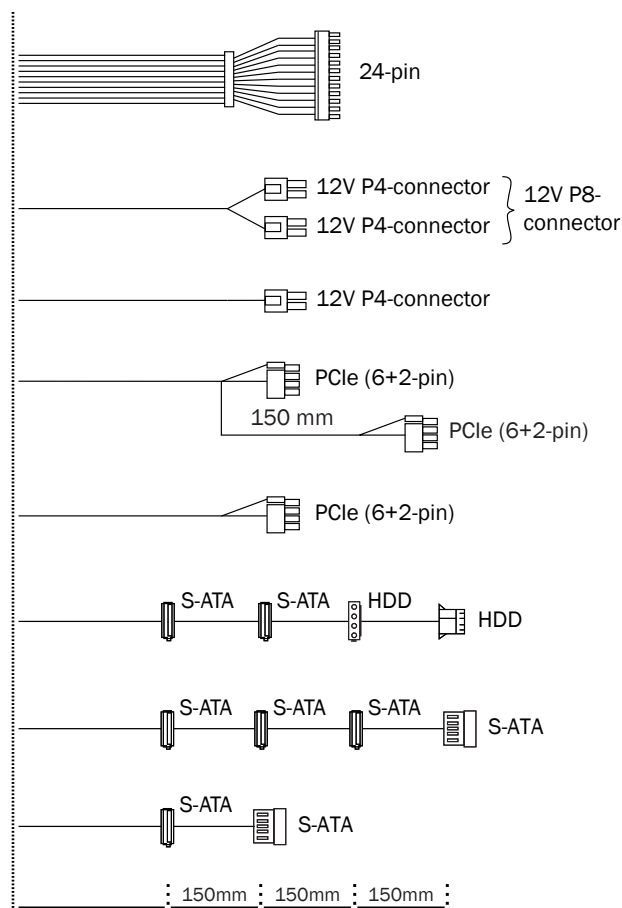 24-pin
12V P4-connector
12V P4-connector
12V P8-
connector
12V P4-connector
PCIe (6+2-pin)
150 mm
PCIe (6+2-pin)
PCIe (6+2-pin)
S-ATA S-ATA HDD
HDD
S-ATA S-ATA S-ATA
S-ATA
S-ATA
S-ATA
150mm 150mm 150mm